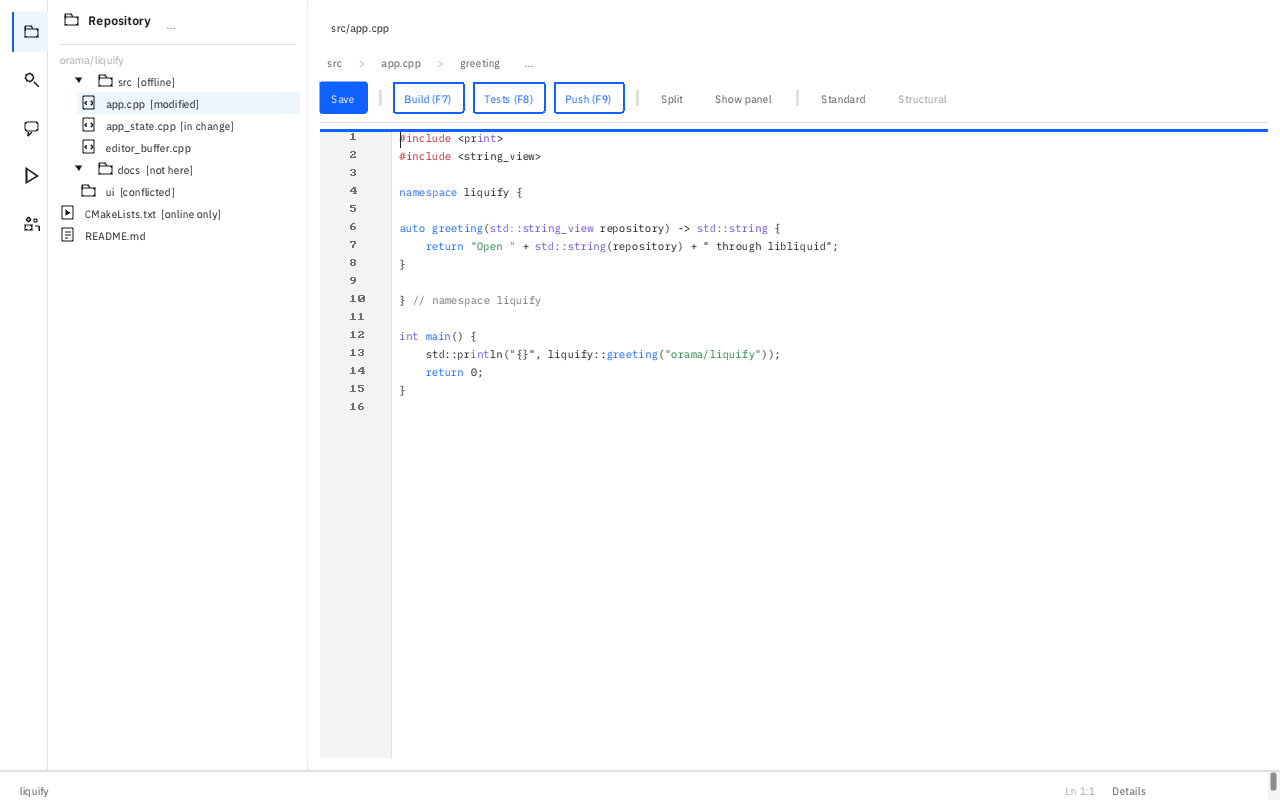 Repository ...
orama/liquify
src [offline]
app.cpp [modified]
app_state.cpp [in change]
editor_buffer.cpp
docs [not here]
ui [conflicted]
CMakeLists.txt [online only]
README.md
src/app.cpp
src > app.cpp > greeting ...
Save Build (F7) Tests (F8) Push (F9) Split Show panel Standard Structural
1 #include <print>
2 #include <string_view>
3
4 namespace liquify {
5
6 auto greeting(std::string_view repository) -> std::string {
7     return "Open " + std::string(repository) + " through libliquid";
8 }
9
10 } // namespace liquify
11
12 int main() {
13     std::println("{}", liquify::greeting("orama/liquify"));
14     return 0;
15 }
16
liquify Ln 1:1 Details